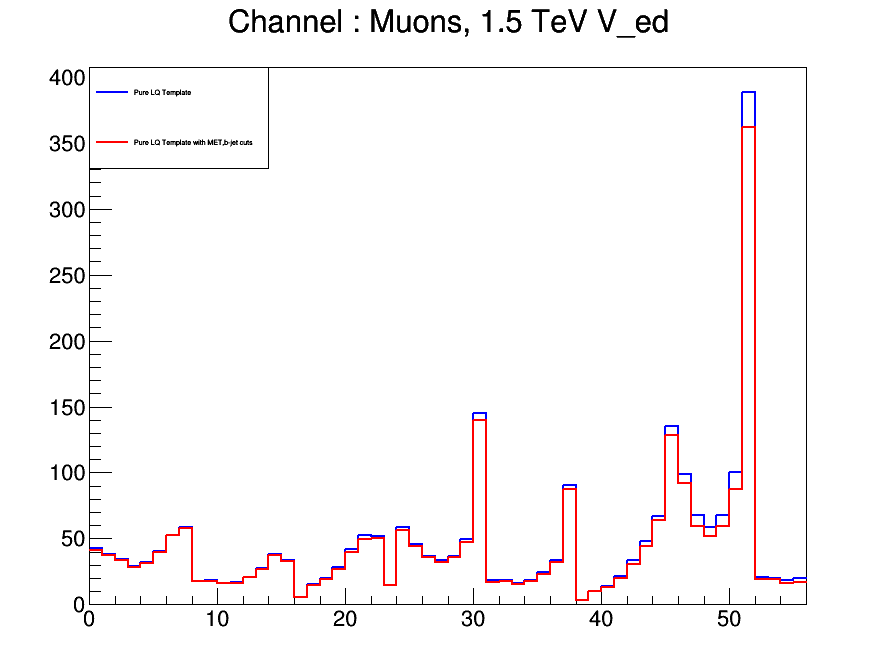 Channel : Muons, 1.5 TeV V_ed
Pure LQ Template
Pure LQ Template with MET,b-jet cuts
400
350
300
250
200
150
100
50
0
0 10 20 30 40 50